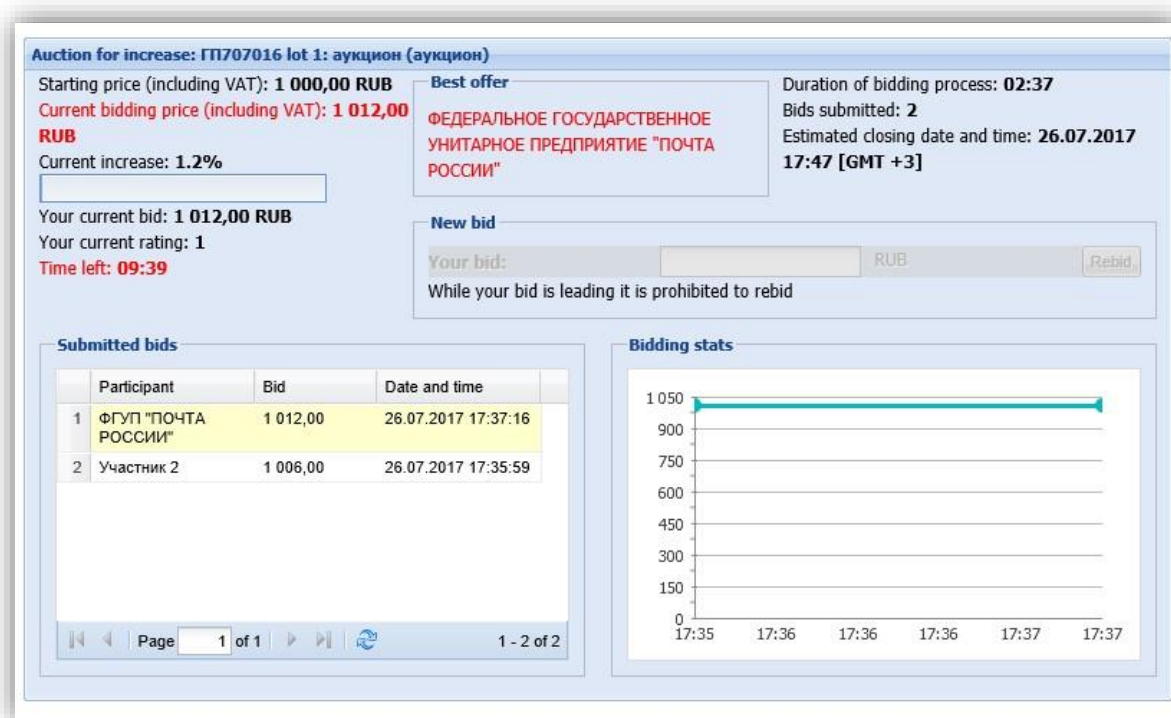 Auction for increase: ГП707016 lot 1: аукцион (аукцион)
Starting price (including VAT): 1 000,00 RUB
Current bidding price (including VAT): 1 012,00
RUB
Current increase: 1.2%
Your current bid: 1 012,00 RUB
Your current rating: 1
Time left: 09:39
Best offer
ФЕДЕРАЛЬНОЕ ГОСУДАРСТВЕННОЕ
УНИТАРНОЕ ПРЕДПРИЯТИЕ "ПОЧТА
РОССИИ"
Duration of bidding process: 02:37
Bids submitted: 2
Estimated closing date and time: 26.07.2017
17:47 [GMT +3]
New bid
Your bid: RUB Rebid
While your bid is leading it is prohibited to rebid
Submitted bids
Participant Bid Date and time
1 ФГУП "ПОЧТА 1 012,00 26.07.2017 17:37:16
РОССИИ"
2 Участник 2 1 006,00 26.07.2017 17:35:59
Page 1 of 1 1 - 2 of 2
Bidding stats
1 050
900
750
600
450
300
150
0
17:35 17:36 17:36 17:36 17:37 17:37